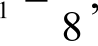 1 – 8 ,